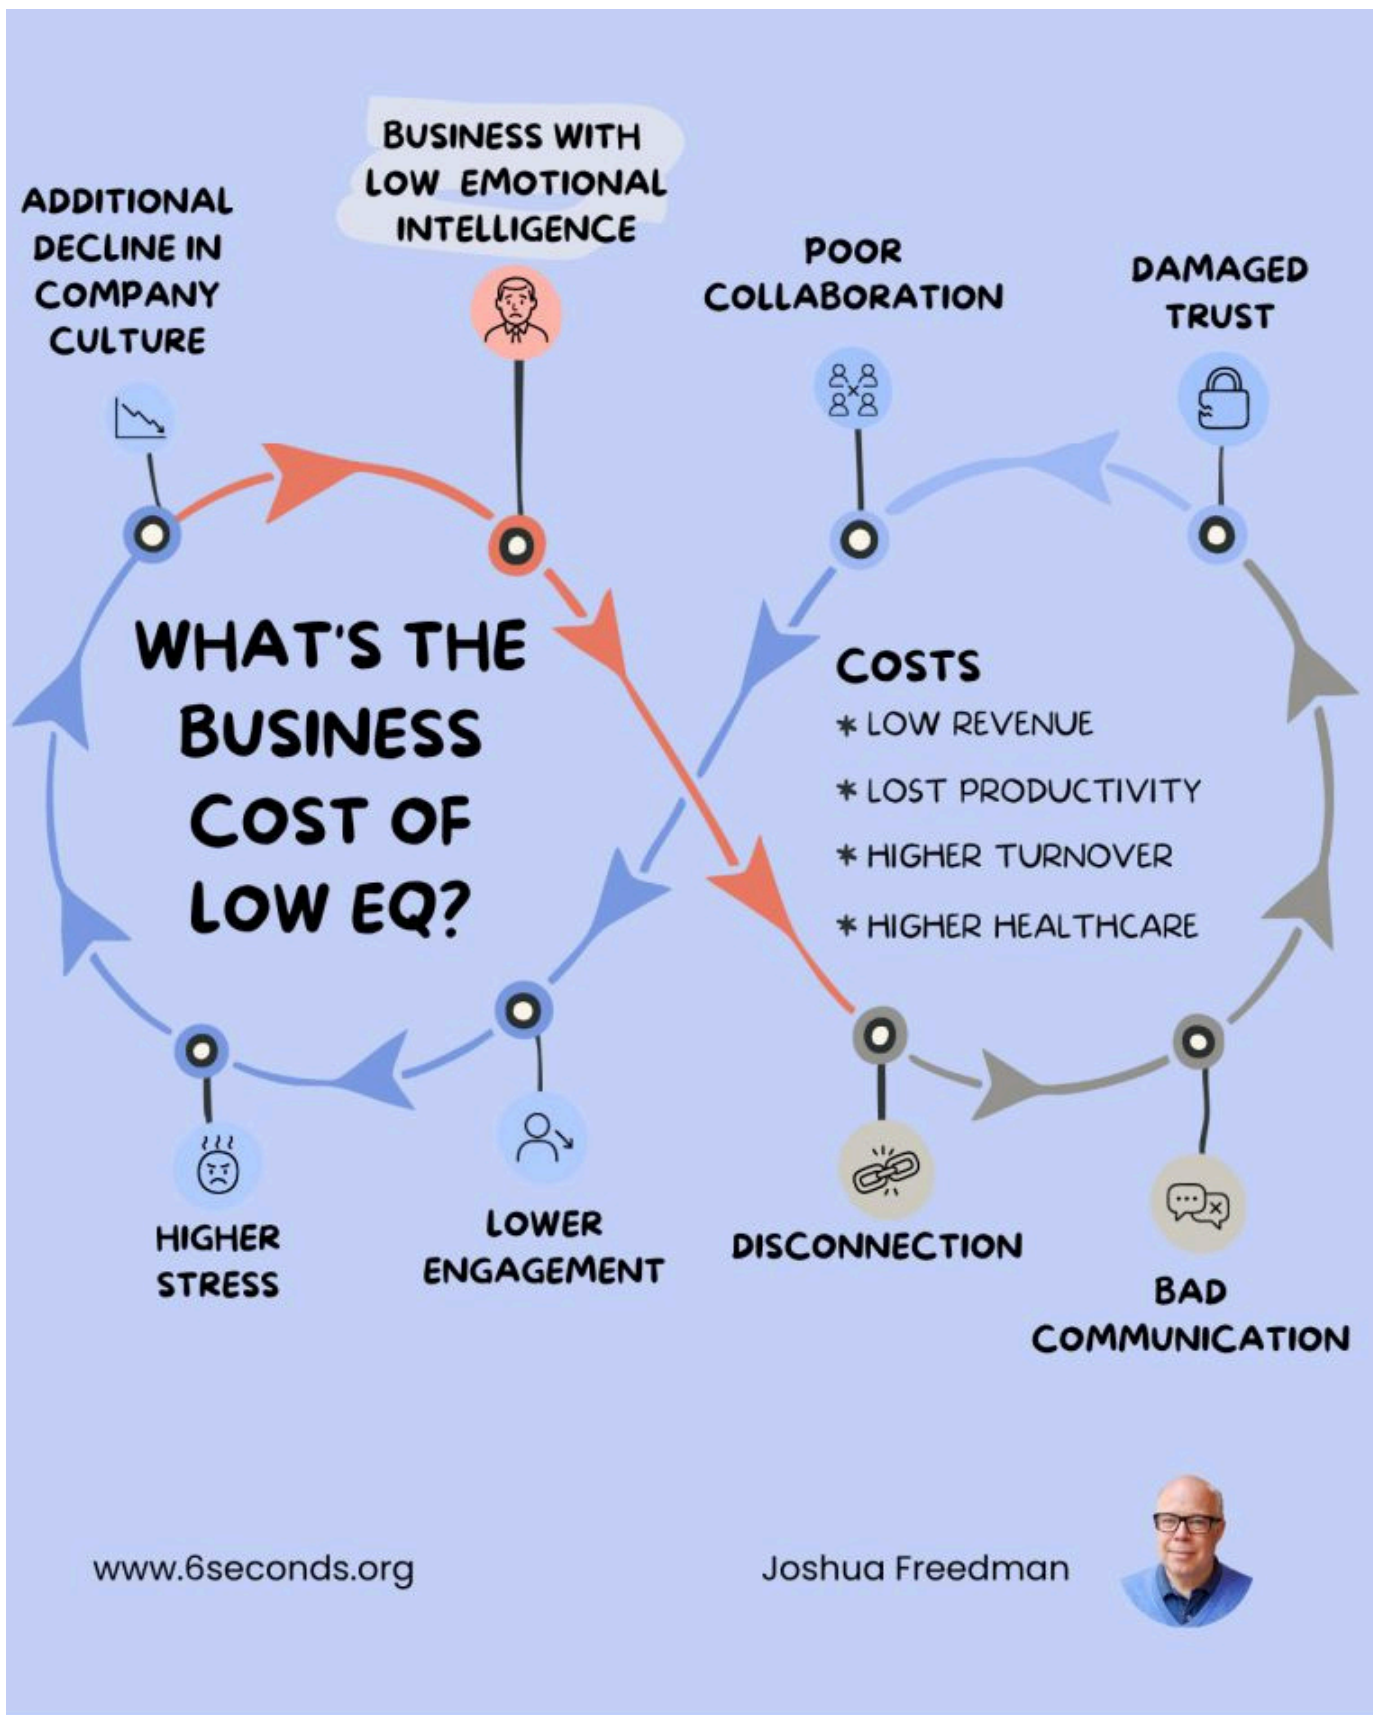 BUSINESS WITH
LOW EMOTIONAL
INTELLIGENCE
ADDITIONAL
DECLINE IN
COMPANY
CULTURE
POOR
COLLABORATION
DAMAGED
TRUST
WHAT'S THE
BUSINESS
COST OF
LOW EQ?
COSTS
* LOW REVENUE
* LOST PRODUCTIVITY
* HIGHER TURNOVER
* HIGHER HEALTHCARE
HIGHER
STRESS
LOWER
ENGAGEMENT
DISCONNECTION
BAD
COMMUNICATION
www.6seconds.org
Joshua Freedman